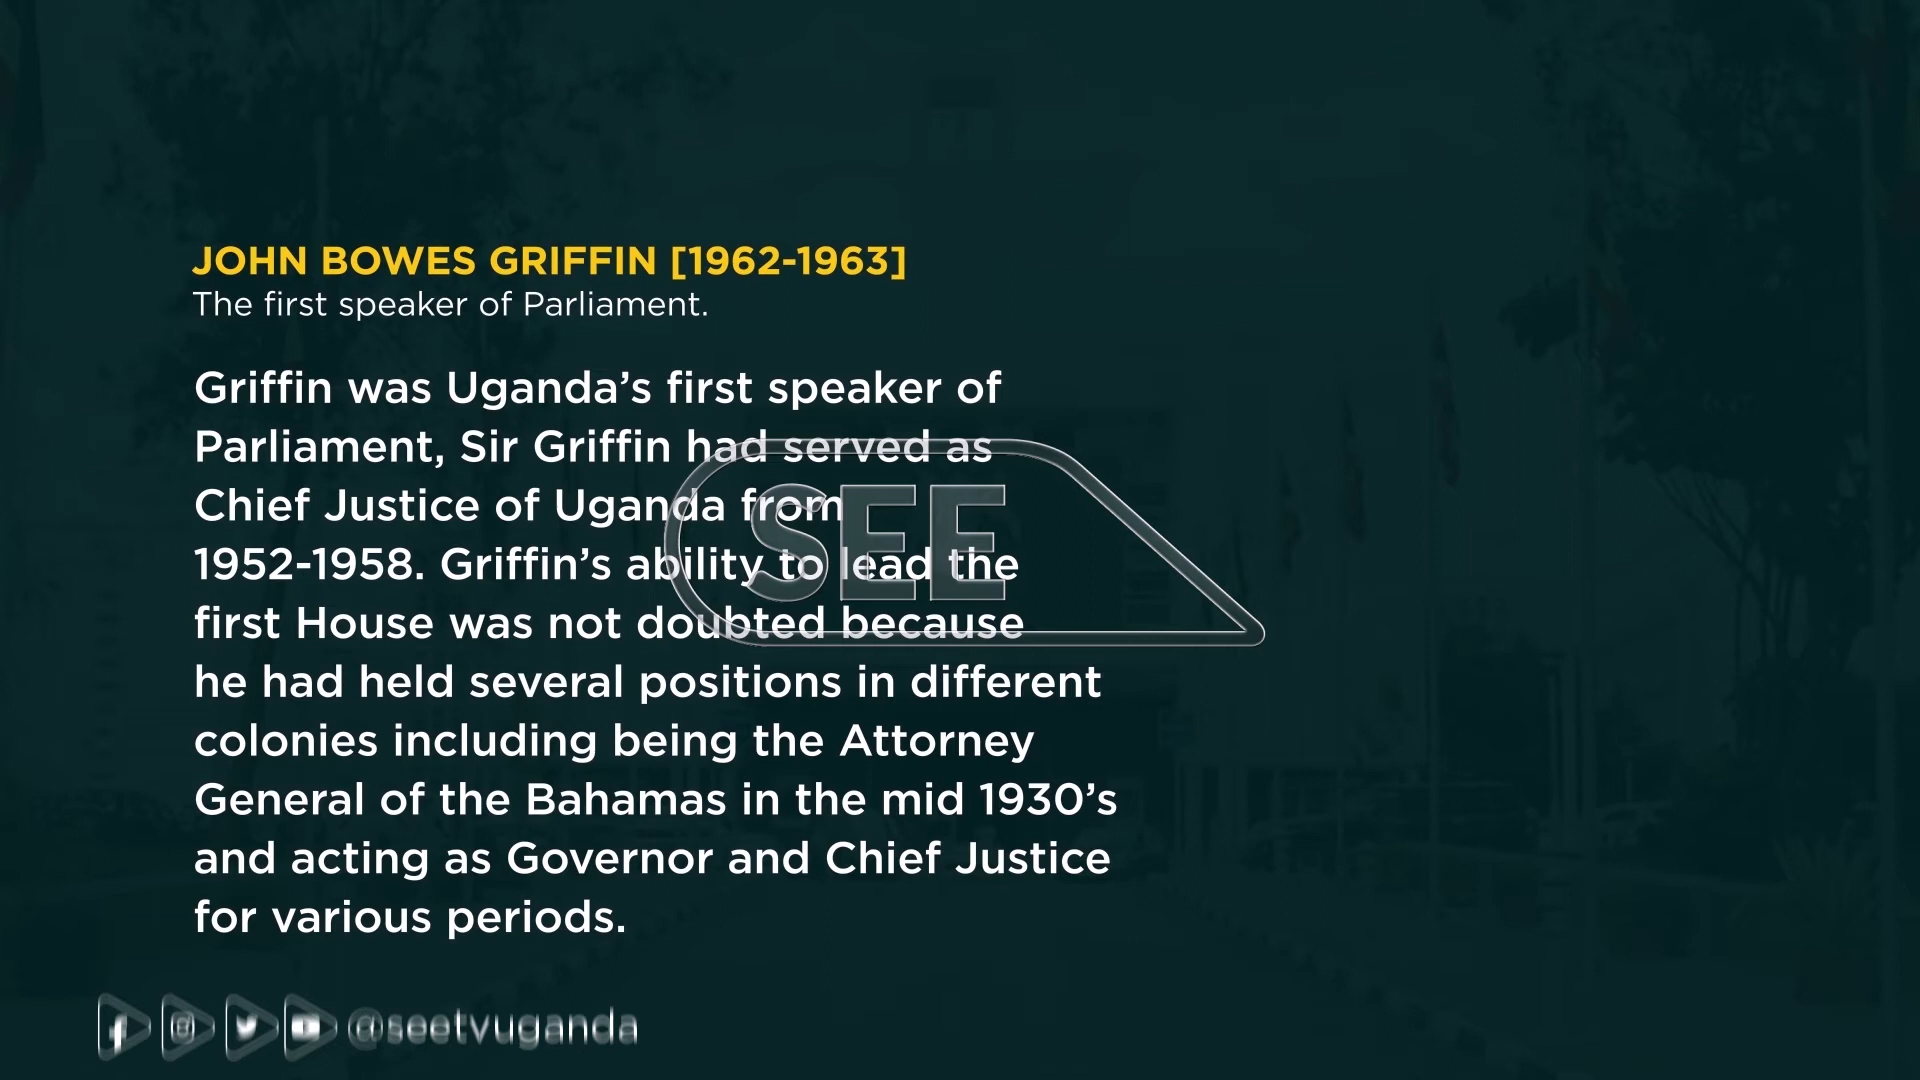 JOHN BOWES GRIFFIN [1962-1963]
The first speaker of Parliament.
Griffin was Uganda’s first speaker of
Parliament, Sir Griffin had served as
Chief Justice of Uganda from
1952-1958. Griffin’s ability to lead the
first House was not doubted because
he had held several positions in different
colonies including being the Attorney
General of the Bahamas in the mid 1930’s
and acting as Governor and Chief Justice
for various periods.
SEE
@seetvuganda